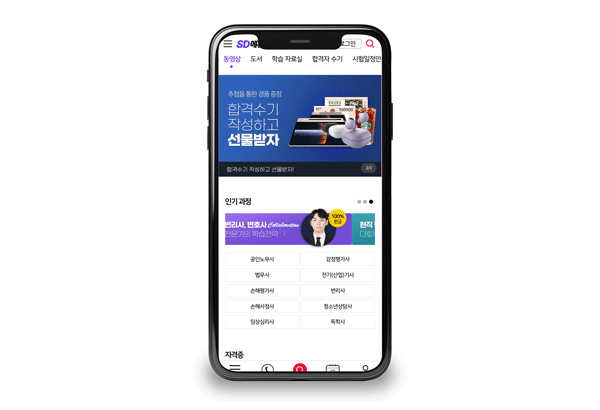 SD에
로그인
동영상 도서 학습 자료실 합격자 수기 시험일정안
추첨을 통한 경품 증정
합격수기
작성하고
선물받자
합격수기 작성하고 선물받자!
2/3
인기 과정
변리사, 변호사 Collaboration
전문가의 학습전략
100%
환급
현직
다회
공인노무사 감정평가사
법무사 전기(산업)기사
손해평가사 변리사
손해사정사 청소년상담사
임상심리사 독학사
자격증